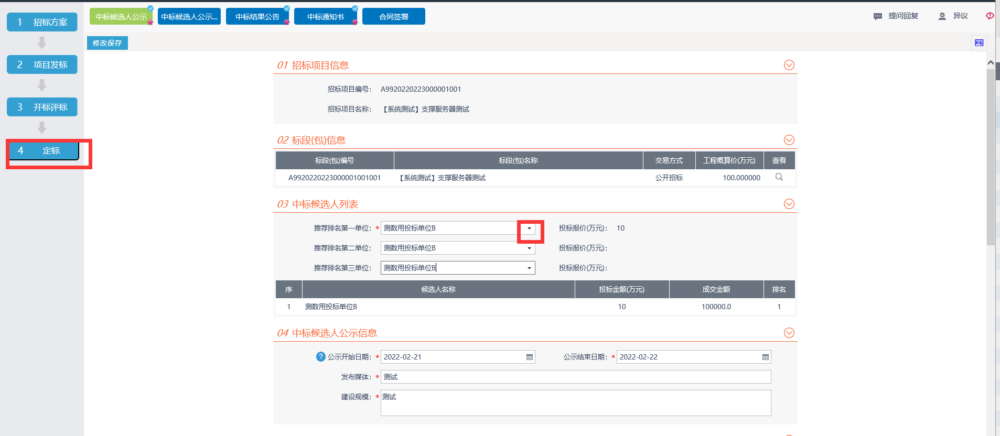 1 招标方案
2 项目发标
3 开标评标
4 定标
中标候选人公示
中标候选人公示...
中标结果公告
中标通知书
合同签署
提问回复
异议
修改保存
01 招标项目信息
招标项目编号： A9920220223000001001
招标项目名称： 【系统测试】支撑服务器测试
02 标段(包)信息
标段(包)编号 标段(包)名称 交易方式 工程概算价(万元) 查看
A9920220223000001001001 【系统测试】支撑服务器测试 公开招标 100.000000
03 中标候选人列表
推荐排名第一单位： * 测数用投标单位B 投标报价(万元)： 10
推荐排名第二单位： 测数用投标单位B 投标报价(万元)：
推荐排名第三单位： 测数用投标单位B 投标报价(万元)：
序 候选人名称 投标金额(万元) 成交金额 排名
1 测数用投标单位B 10 100000.0 1
04 中标候选人公示信息
? 公示开始日期： * 2022-02-21 公示结束日期： * 2022-02-22
发布媒体： * 测试
建设规模： * 测试